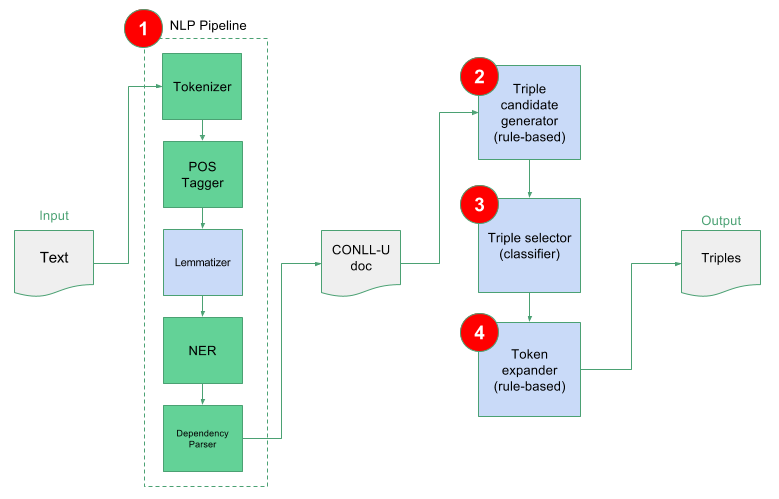 1
NLP Pipeline
Tokenizer
POS
Tagger
Lemmatizer
NER
Dependency
Parser
Input
Text
CONLL-U
doc
2
Triple
candidate
generator
(rule-based)
3
Triple selector
(classifier)
4
Token
expander
(rule-based)
Output
Triples